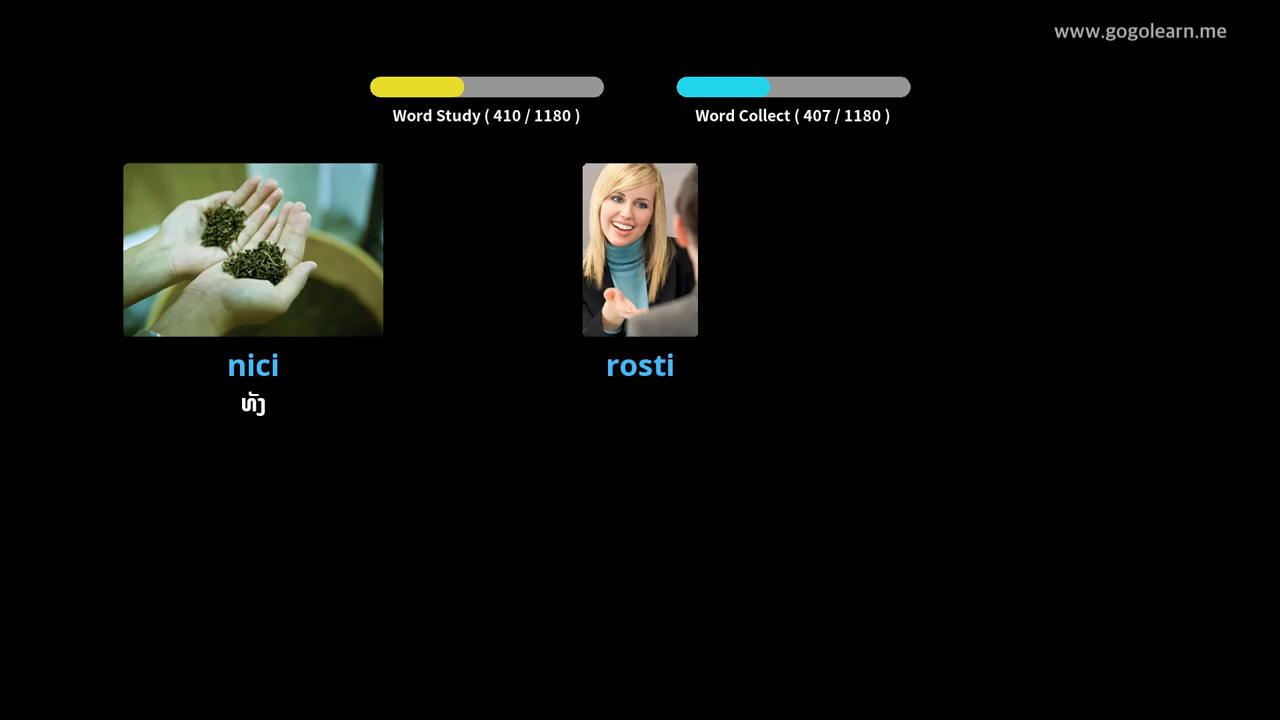 www.gogolearn.me
Word Study ( 410 / 1180 )
Word Collect ( 407 / 1180 )
nici
rosti
ທັງ